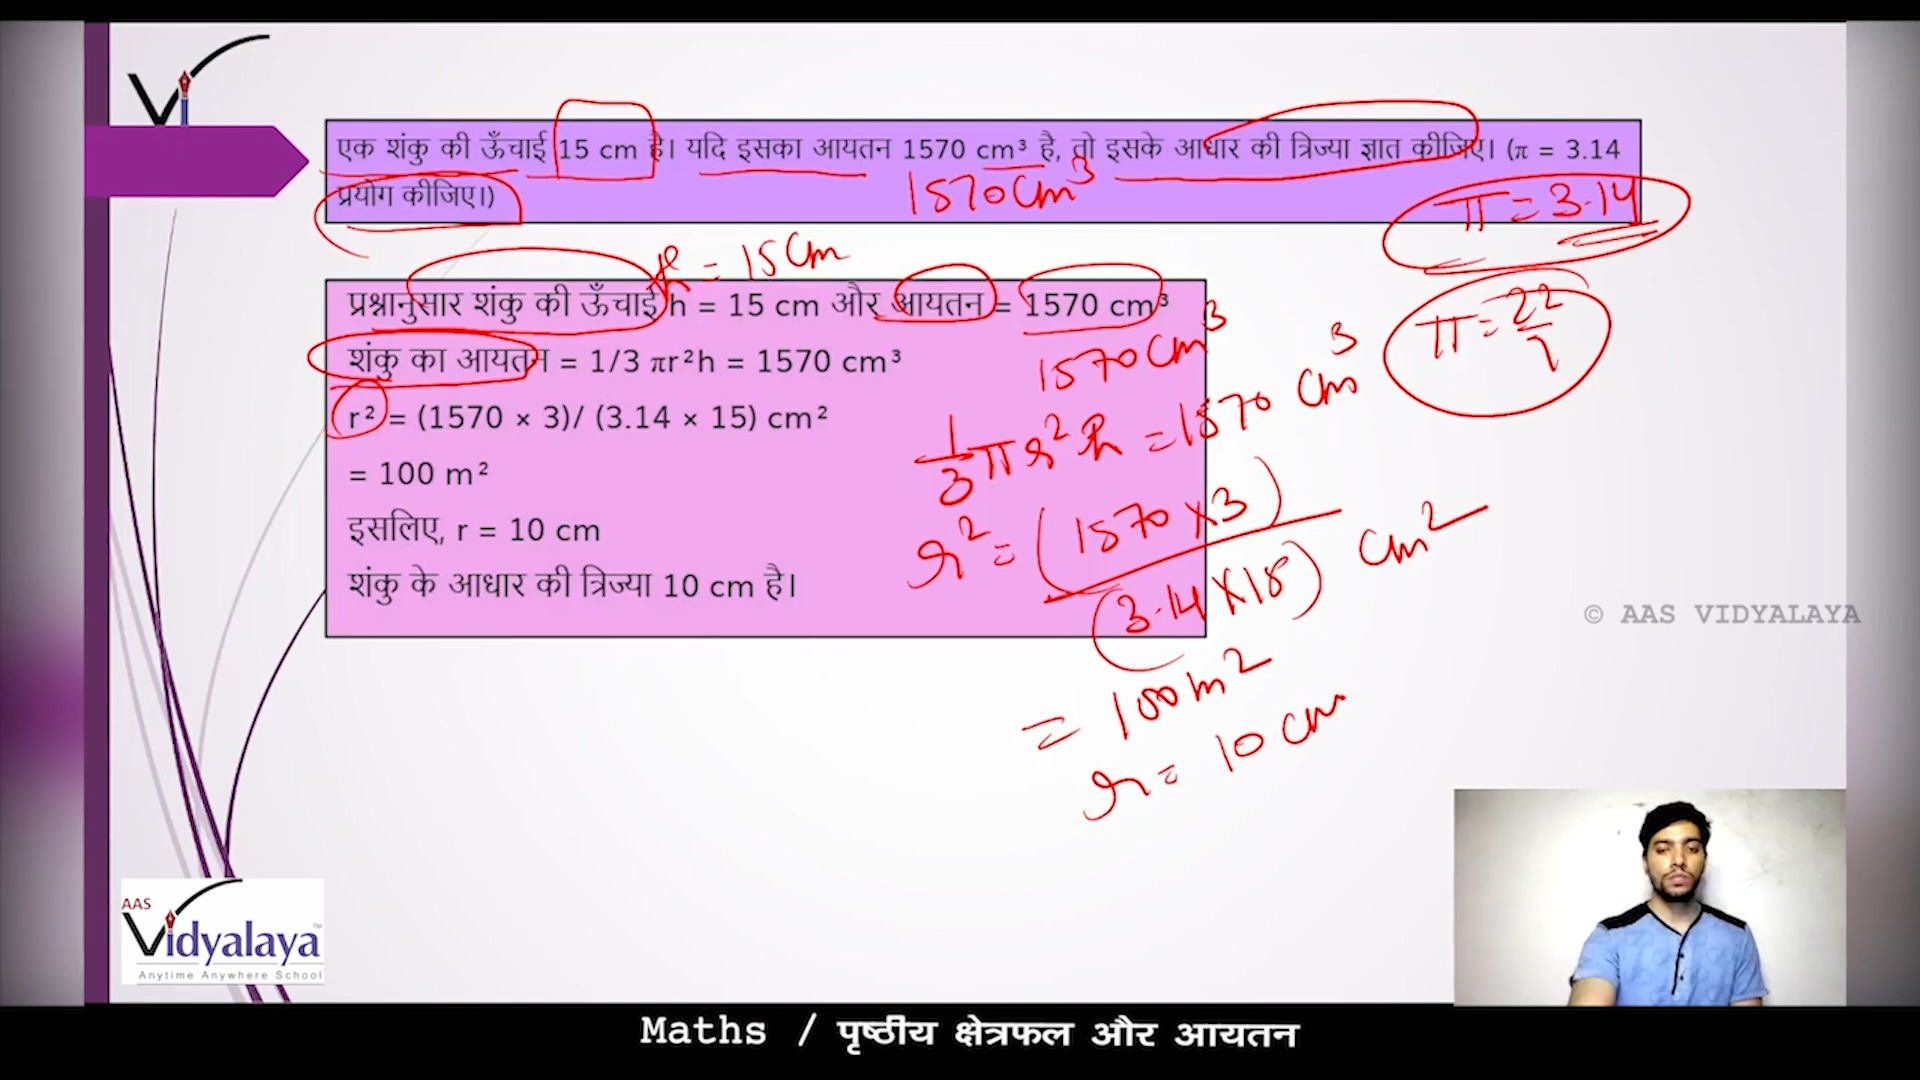 एक शंकु की ऊँचाई 15 cm है। यदि इसका आयतन 1570 cm³ है, तो इसके आधार की त्रिज्या ज्ञात कीजिए। (π = 3.14
प्रयोग कीजिए।)
1570 cm³
π = 3.14
h = 15 cm
प्रश्नानुसार शंकु की ऊँचाई h = 15 cm और आयतन = 1570 cm³
1570 cm³
π = 22/7
शंकु का आयतन = 1/3 πr²h = 1570 cm³
r² = (1570 × 3)/ (3.14 × 15) cm²
= 100 m²
इसलिए, r = 10 cm
शंकु के आधार की त्रिज्या 10 cm है।
1/3 πr²h = 1570 cm³
r² = (1570 × 3) / (3.14 × 15) cm²
= 100 m²
r = 10 cm
© AAS VIDYALAYA
AAS
Vidyalaya™
Anytime Anywhere School
Maths / पृष्ठीय क्षेत्रफल और आयतन